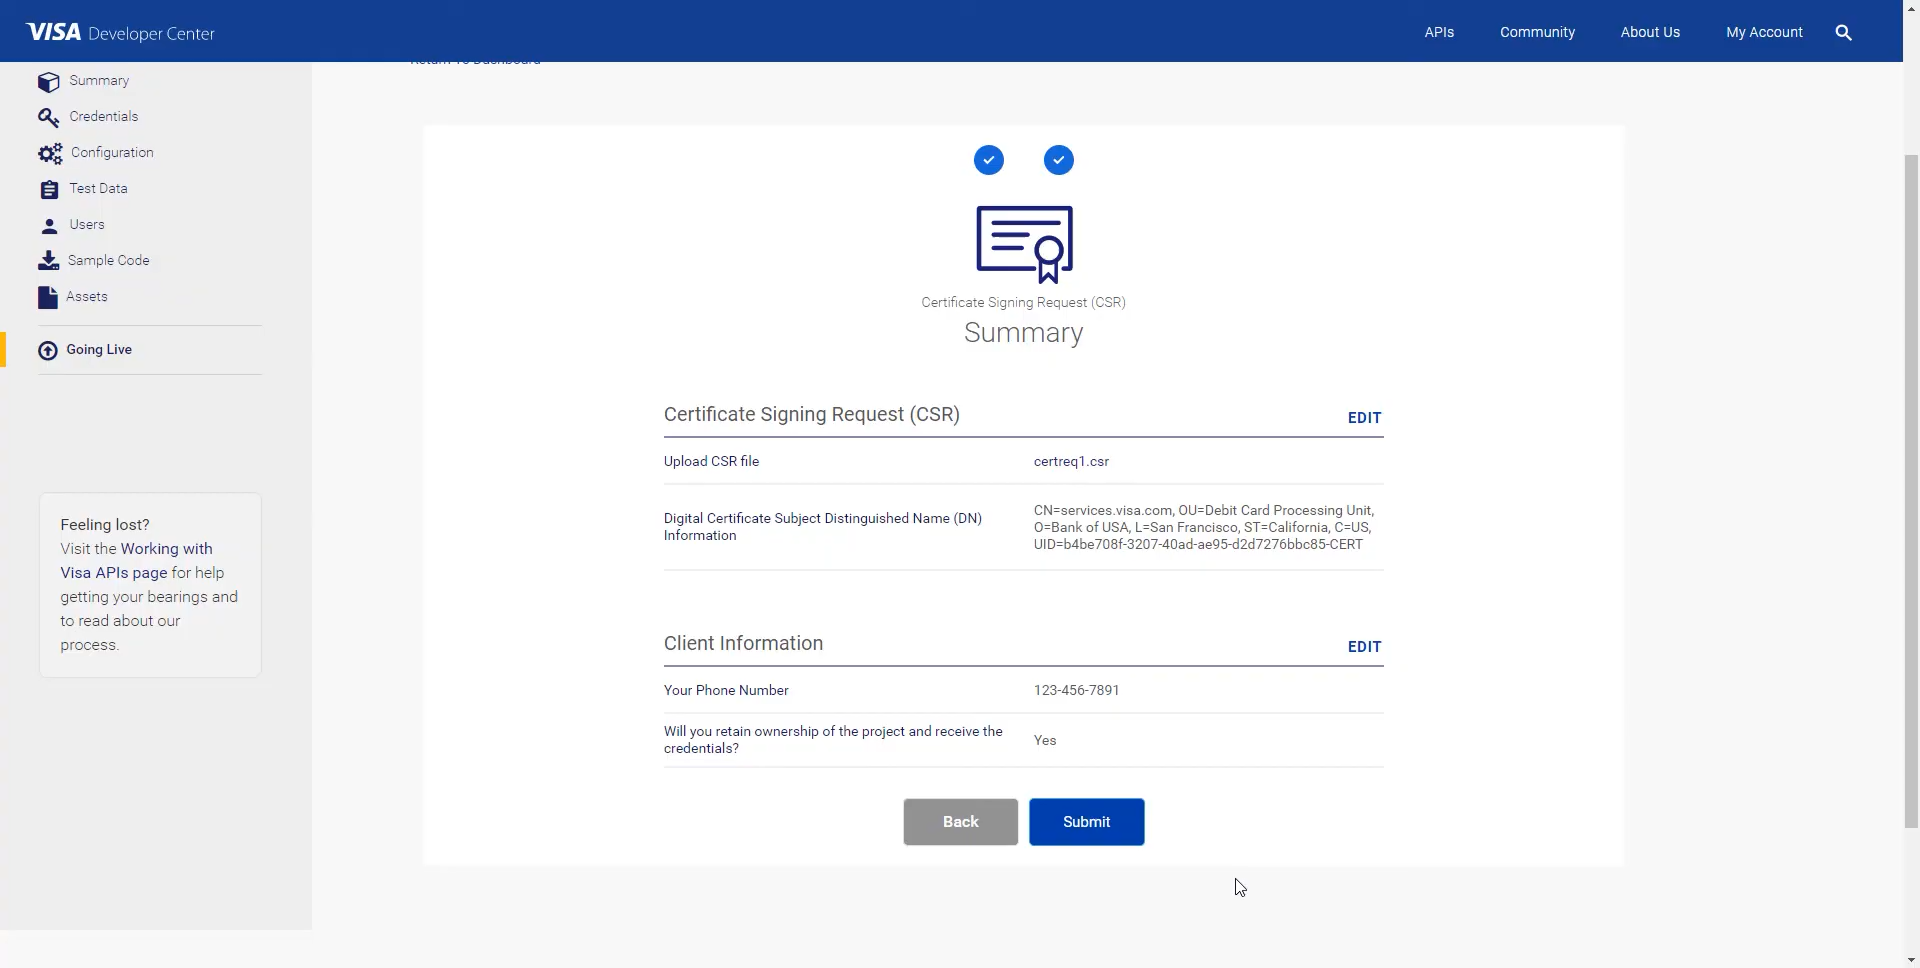 VISA Developer Center
APIs
Community
About Us
My Account
Return To Dashboard
Summary
Credentials
Configuration
Test Data
Users
Sample Code
Assets
Going Live
Feeling lost?
Visit the Working with
Visa APIs page for help
getting your bearings and
to read about our
process.
Certificate Signing Request (CSR)
Summary
Certificate Signing Request (CSR)
EDIT
Upload CSR file
certreq1.csr
Digital Certificate Subject Distinguished Name (DN)
Information
CN=services.visa.com, OU=Debit Card Processing Unit,
O=Bank of USA, L=San Francisco, ST=California, C=US,
UID=b4be708f-3207-40ad-ae95-d2d7276bbc85-CERT
Client Information
EDIT
Your Phone Number
123-456-7891
Will you retain ownership of the project and receive the
credentials?
Yes
Back
Submit